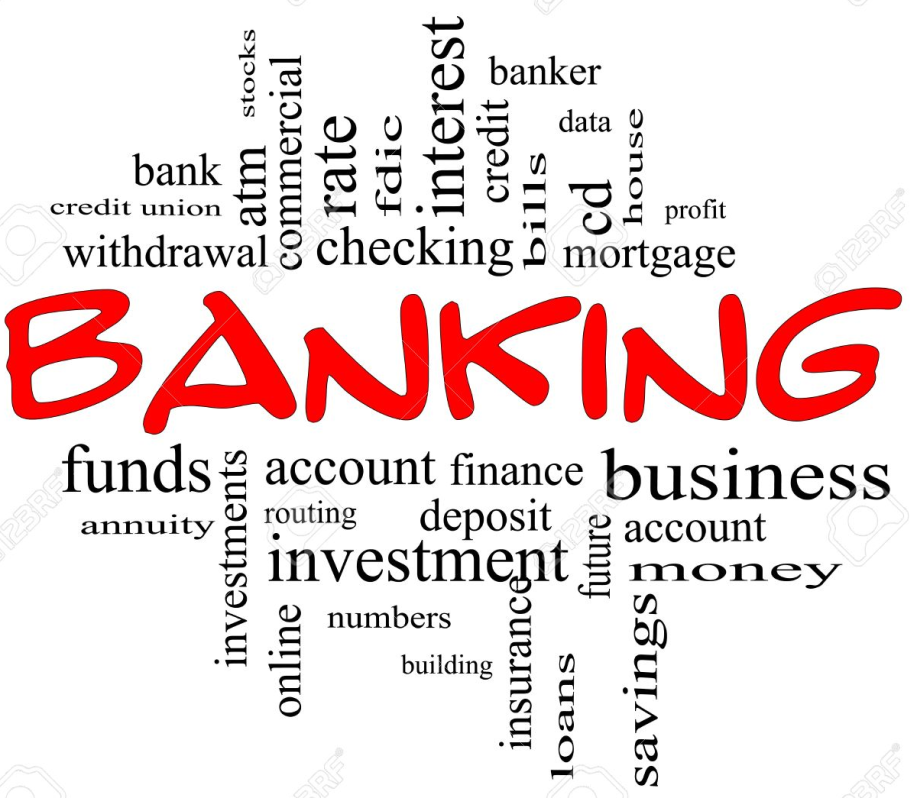 stocks
commercial
interest
banker
credit
data
house
rate
fdic
bank
atm
bills
cd
profit
credit union
withdrawal
checking
mortgage
BANKING
funds
investments
account
finance
business
annuity
routing
deposit
future
account
investment
money
online
numbers
insurance
savings
building
loans
123RF